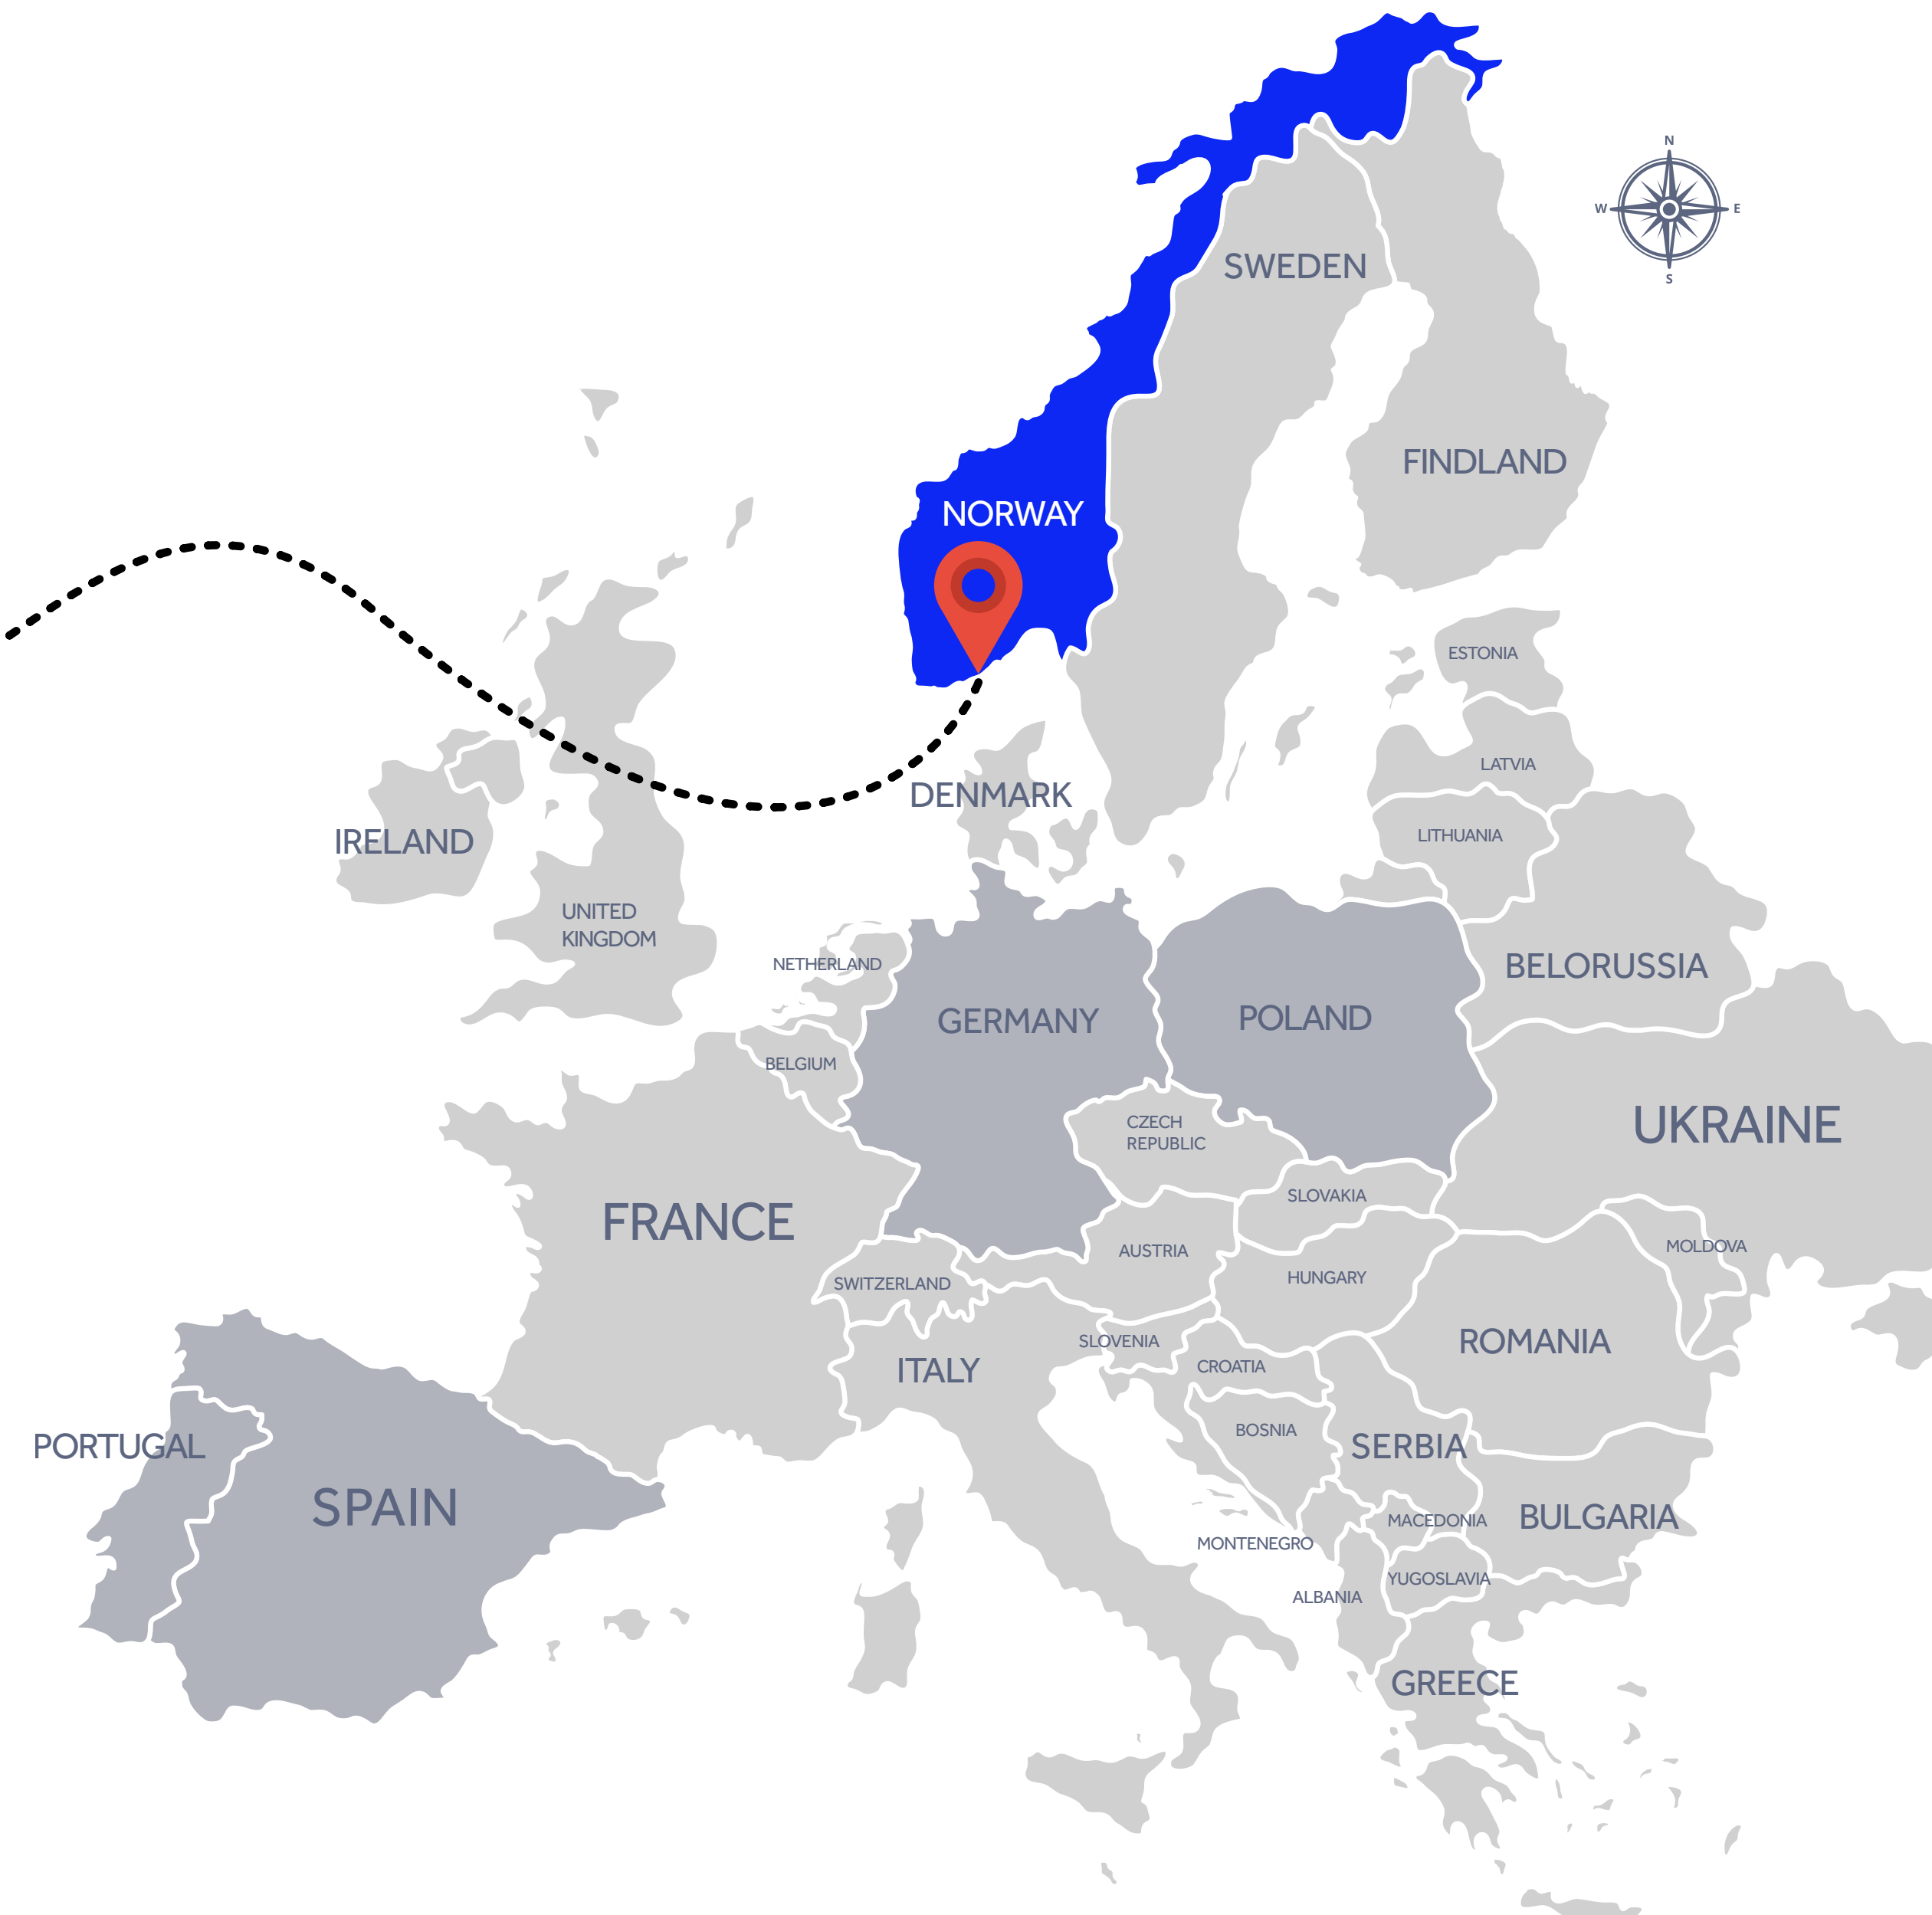 N
W
E
S
SWEDEN
FINDLAND
NORWAY
ESTONIA
LATVIA
DENMARK
LITHUANIA
IRELAND
UNITED
KINGDOM
NETHERLAND
BELORUSSIA
GERMANY
POLAND
BELGIUM
CZECH
REPUBLIC
UKRAINE
SLOVAKIA
FRANCE
AUSTRIA
MOLDOVA
SWITZERLAND
HUNGARY
SLOVENIA
ROMANIA
ITALY
CROATIA
BOSNIA
PORTUGAL
SERBIA
SPAIN
MACEDONIA
BULGARIA
MONTENEGRO
YUGOSLAVIA
ALBANIA
GREECE